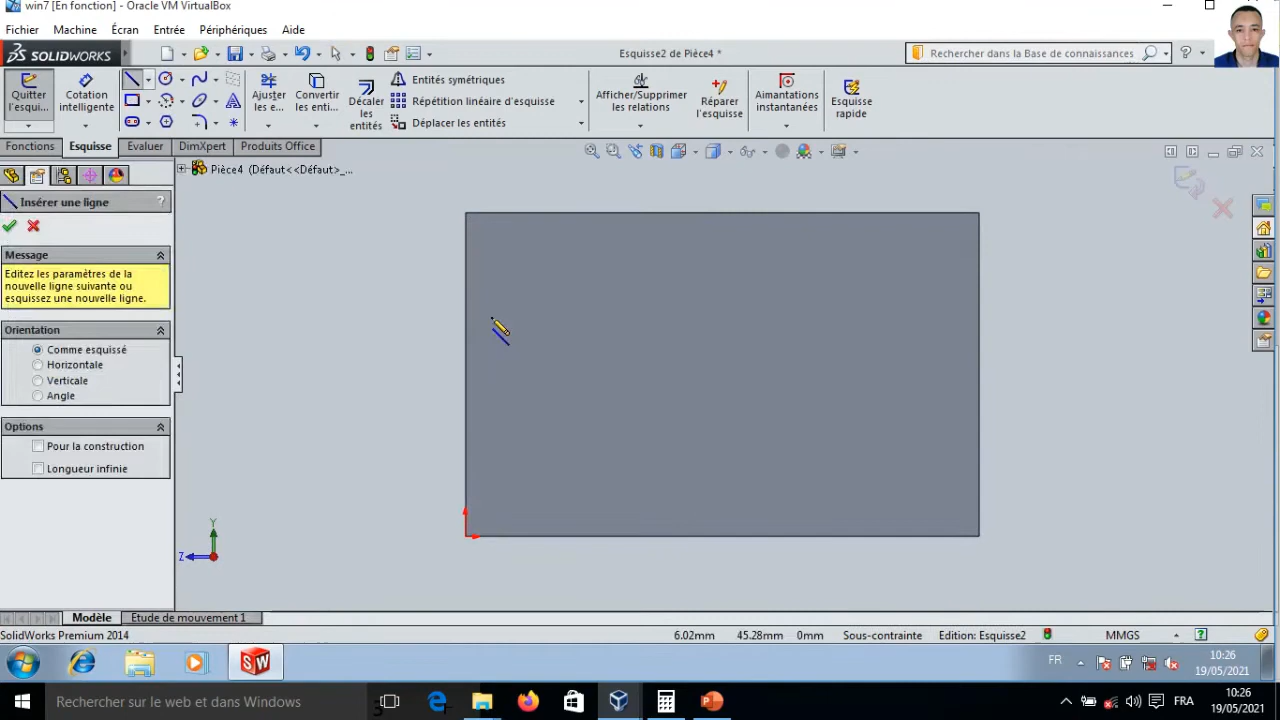 win7 [En fonction] - Oracle VM VirtualBox
Fichier Machine Écran Entrée Périphériques Aide
SOLIDWORKS
Esquisse2 de Pièce4 *
Rechercher dans la Base de connaissances
Quitter l'esqui...
Cotation intelligente
Ajuster les e...
Convertir les enti...
Décaler les entités
Entités symétriques
Répétition linéaire d'esquisse
Déplacer les entités
Afficher/Supprimer les relations
Réparer l'esquisse
Aimantations instantanées
Esquisse rapide
Fonctions Esquisse Evaluer DimXpert Produits Office
Pièce4 (Défaut<<Défaut>_...
Insérer une ligne ?
Message
Editez les paramètres de la
nouvelle ligne suivante ou
esquissez une nouvelle ligne.
Orientation
Comme esquissé
Horizontale
Verticale
Angle
Options
Pour la construction
Longueur infinie
Y
Z
Modèle Etude de mouvement 1
SolidWorks Premium 2014 6.02mm 45.28mm 0mm Sous-contrainte Edition: Esquisse2 MMGS
FR 10:26
19/05/2021
Rechercher sur le web et dans Windows
FRA 10:26
19/05/2021